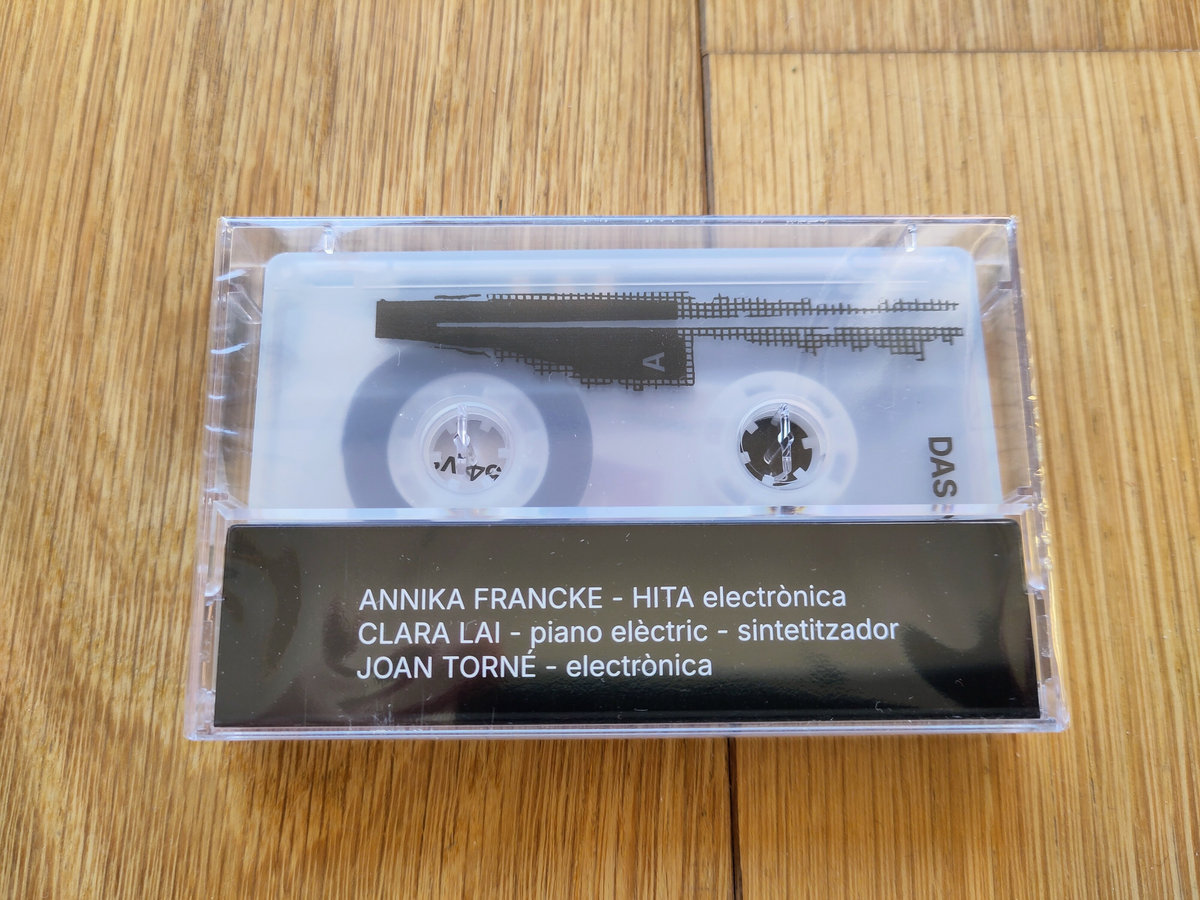 A
DAS
ANNIKA FRANCKE - HITA electrònica
CLARA LAI - piano elèctric - sintetitzador
JOAN TORNÉ - electrònica